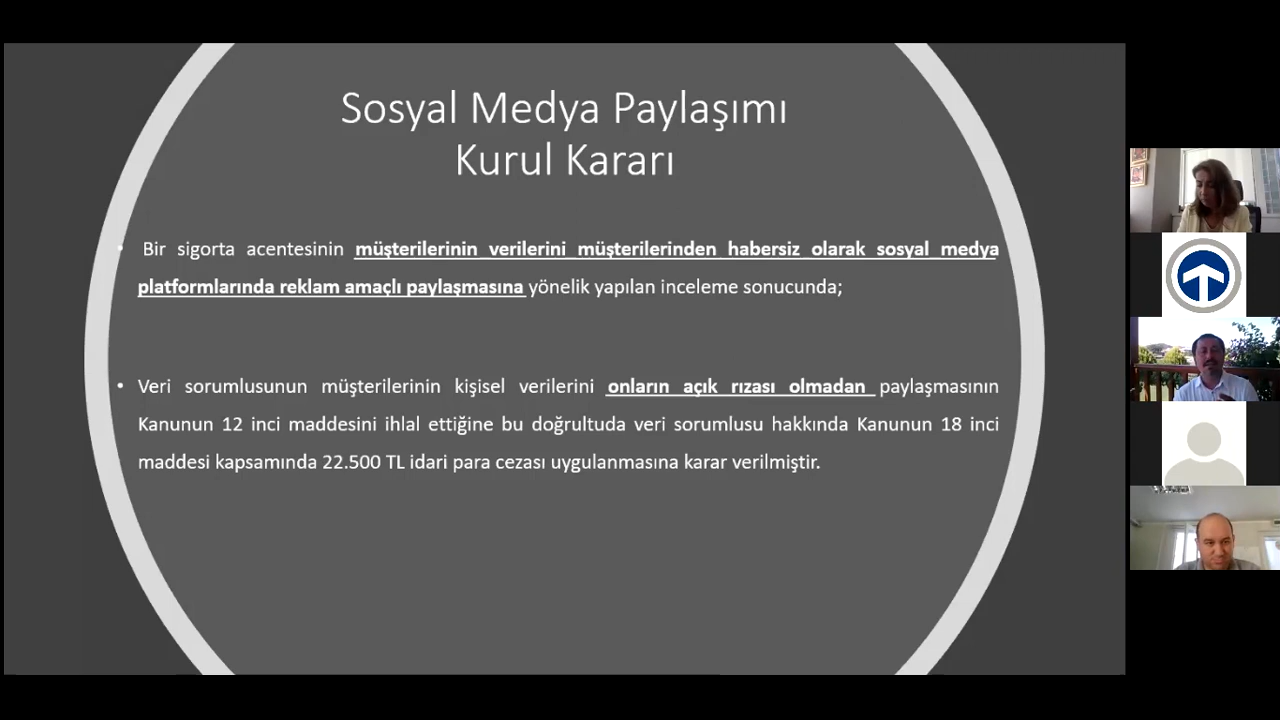 Sosyal Medya Paylaşımı
Kurul Kararı
• Bir sigorta acentesinin müşterilerinin verilerini müşterilerinden habersiz olarak sosyal medya
platformlarında reklam amaçlı paylaşmasına yönelik yapılan inceleme sonucunda;
• Veri sorumlusunun müşterilerinin kişisel verilerini onların açık rızası olmadan paylaşmasının
Kanunun 12 inci maddesini ihlal ettiğine bu doğrultuda veri sorumlusu hakkında Kanunun 18 inci
maddesi kapsamında 22.500 TL idari para cezası uygulanmasına karar verilmiştir.